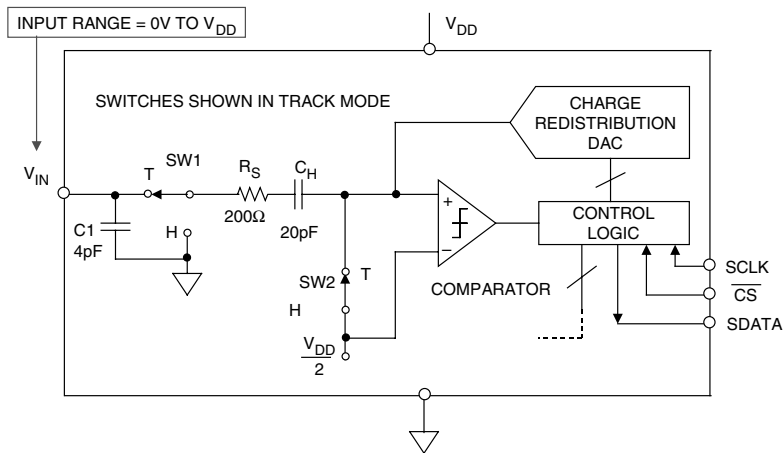 INPUT RANGE = 0V TO VDD
VDD
SWITCHES SHOWN IN TRACK MODE
CHARGE
REDISTRIBUTION
DAC
VIN
T
SW1
RS
CH
200Ω
20pF
C1
4pF
H
+
−
CONTROL
LOGIC
SW2
T
H
COMPARATOR
VDD
2
SCLK
CS
SDATA